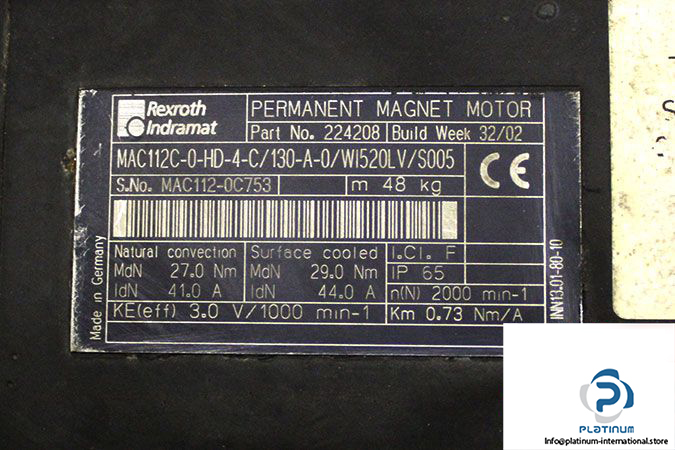 Rexroth
Indramat
PERMANENT MAGNET MOTOR
Part No. 224208 Build Week 32/02
MAC112C-0-HD-4-C/130-A-0/WI520LV/S005
S.No. MAC112-0C753 m 48 kg
CE
Natural convection Surface cooled I.Cl. F
MdN 27.0 Nm MdN 29.0 Nm IP 65
IdN 41.0 A IdN 44.0 A n(N) 2000 min-1
KE(eff) 3.0 V/1000 min-1 Km 0.73 Nm/A
Made in Germany
INN13.01-80-10
PLATINUM
Info@platinum-international.store